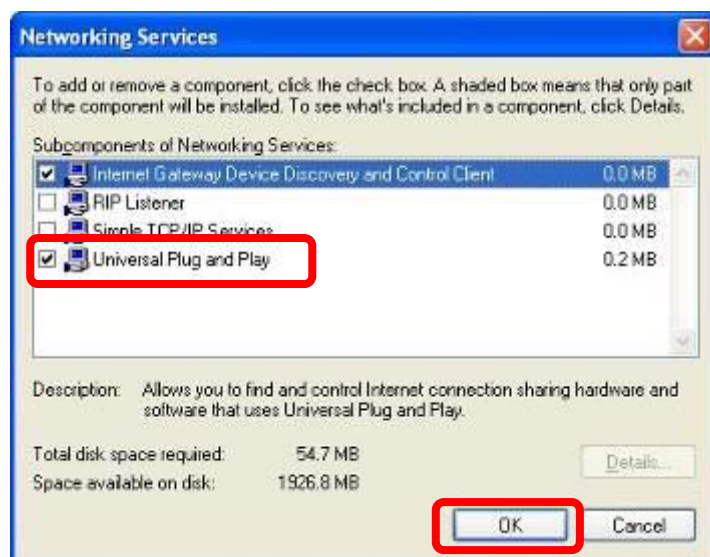 Networking Services
To add or remove a component, click the check box. A shaded box means that only part
of the component will be installed. To see what's included in a component, click Details.
Subcomponents of Networking Services:
Internet Gateway Device Discovery and Control Client 0.0 MB
RIP Listener 0.0 MB
Simple TCP/IP Services 0.0 MB
Universal Plug and Play 0.2 MB
Description: Allows you to find and control Internet connection sharing hardware and
software that uses Universal Plug and Play.
Total disk space required: 54.7 MB
Space available on disk: 1926.8 MB
Details...
OK Cancel